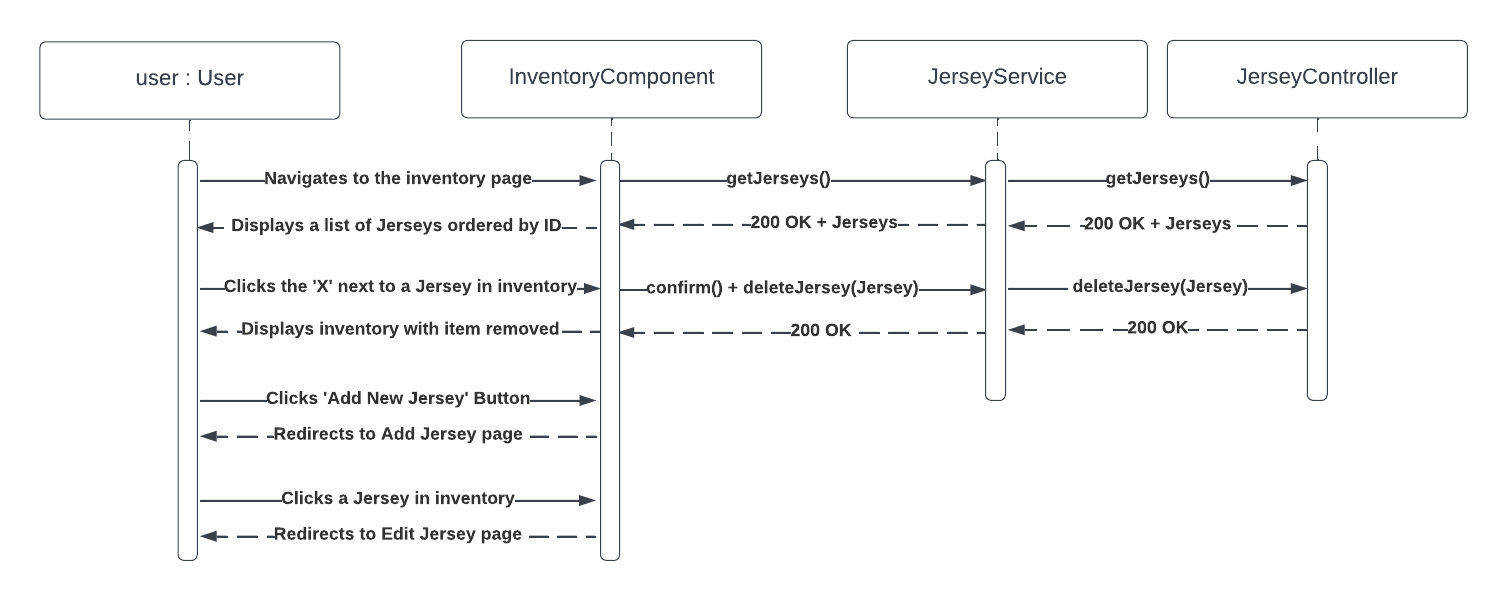 user : User
InventoryComponent
JerseyService
JerseyController
Navigates to the inventory page
getJerseys()
getJerseys()
Displays a list of Jerseys ordered by ID
200 OK + Jerseys
200 OK + Jerseys
Clicks the 'X' next to a Jersey in inventory
confirm() + deleteJersey(Jersey)
deleteJersey(Jersey)
Displays inventory with item removed
200 OK
200 OK
Clicks 'Add New Jersey' Button
Redirects to Add Jersey page
Clicks a Jersey in inventory
Redirects to Edit Jersey page